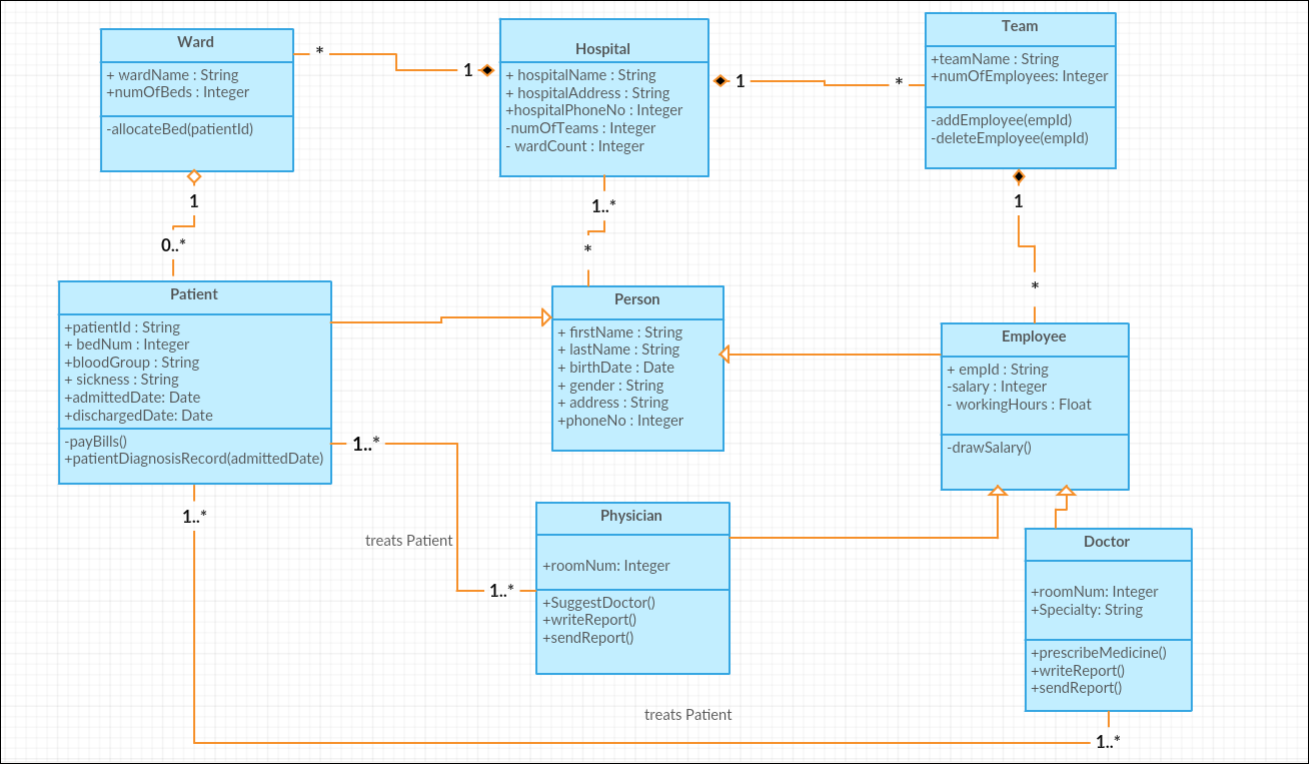 Ward
+ wardName : String
+numOfBeds : Integer
-allocateBed(patientId)
*
1
Hospital
+ hospitalName : String
+ hospitalAddress : String
+hospitalPhoneNo : Integer
-numOfTeams : Integer
- wardCount : Integer
1
*
Team
+teamName : String
+numOfEmployees: Integer
-addEmployee(empId)
-deleteEmployee(empId)
1
0..*
1..*
*
1
*
Patient
+patientId : String
+ bedNum : Integer
+bloodGroup : String
+ sickness : String
+admittedDate: Date
+dischargedDate: Date
-payBills()
+patientDiagnosisRecord(admittedDate)
Person
+ firstName : String
+ lastName : String
+ birthDate : Date
+ gender : String
+ address : String
+phoneNo : Integer
Employee
+ empId : String
-salary : Integer
- workingHours : Float
-drawSalary()
1..*
1..*
treats Patient
1..*
Physician
+roomNum: Integer
+SuggestDoctor()
+writeReport()
+sendReport()
Doctor
+roomNum: Integer
+Specialty: String
+prescribeMedicine()
+writeReport()
+sendReport()
treats Patient
1..*